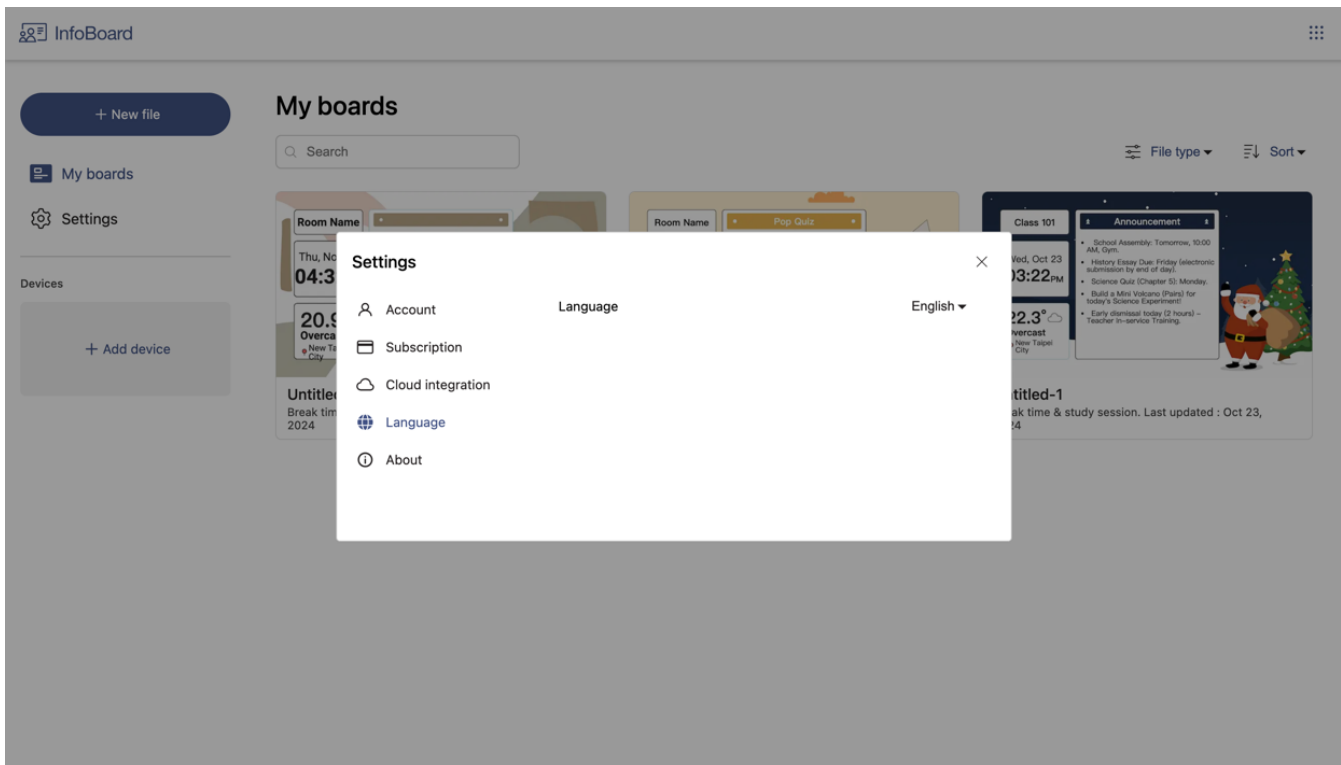 InfoBoard
+ New file
My boards
Settings
Devices
+ Add device
My boards
Search
File type
Sort
Room Name
Thu, No
04:3
20.9
Overca
New Ta
City
Untitle
Break tim
2024
Room Name
Pop Quiz
Class 101
Wed, Oct 23
03:22PM
22.3°
Overcast
New Taipei
City
Announcement
• School Assembly: Tomorrow, 10:00
AM, Gym.
• History Essay Due: Friday (electronic
submission by end of day).
• Science Quiz (Chapter 5): Monday.
• Build a Mini Volcano (Pairs) for
today's Science Experiment!
• Early dismissal today (2 hours) –
Teacher In-service Training.
titled-1
ak time & study session. Last updated : Oct 23,
24
Settings
Account
Subscription
Cloud integration
Language
About
Language
English